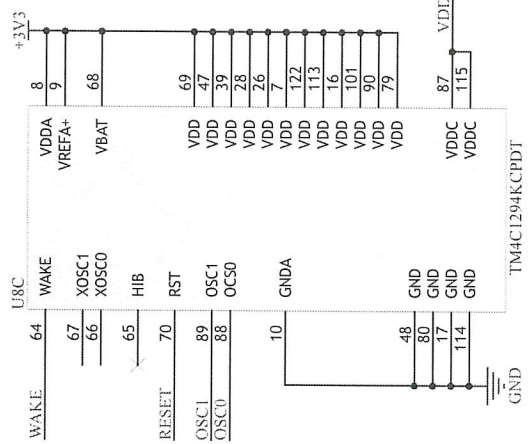 +3V3
VDD
8
9
68
69
47
39
28
26
7
122
113
16
101
90
79
87
115
VDDA
VREFA+
VBAT
VDD
VDD
VDD
VDD
VDD
VDD
VDD
VDD
VDD
VDD
VDD
VDD
VDDC
VDDC
TM4C1294KCPDT
U8C
WAKE
XOSC1
XOSC0
HIB
RST
OSC1
OCS0
GNDA
GND
GND
GND
GND
64
67
66
65
70
89
88
10
48
80
17
114
WAKE
RESET
OSC1
OSC0
GND